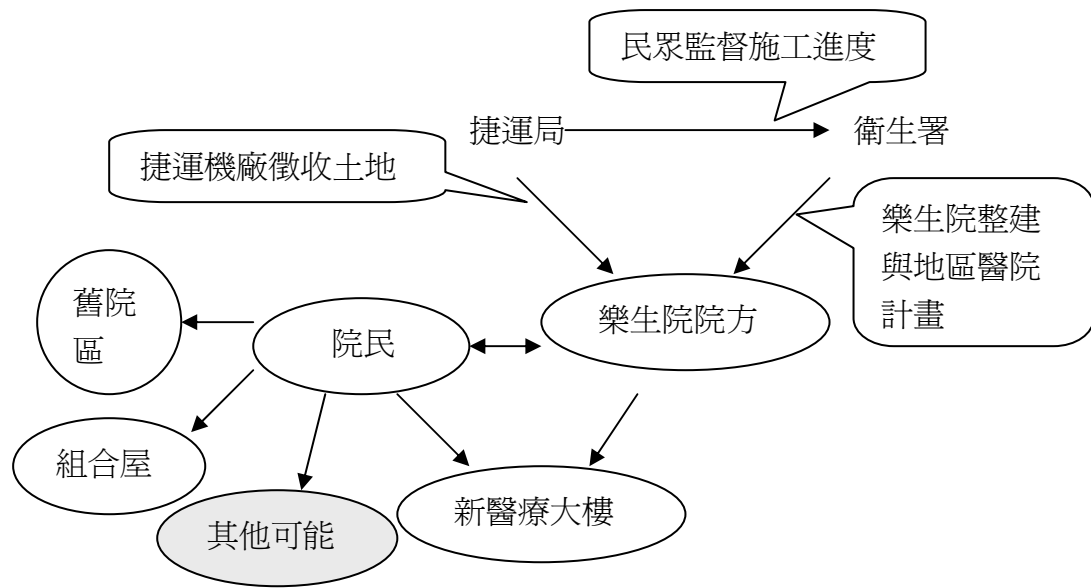 民眾監督施工進度
捷運局
衛生署
捷運機廠徵收土地
樂生院整建
與地區醫院
計畫
舊院
區
院民
樂生院院方
組合屋
其他可能
新醫療大樓